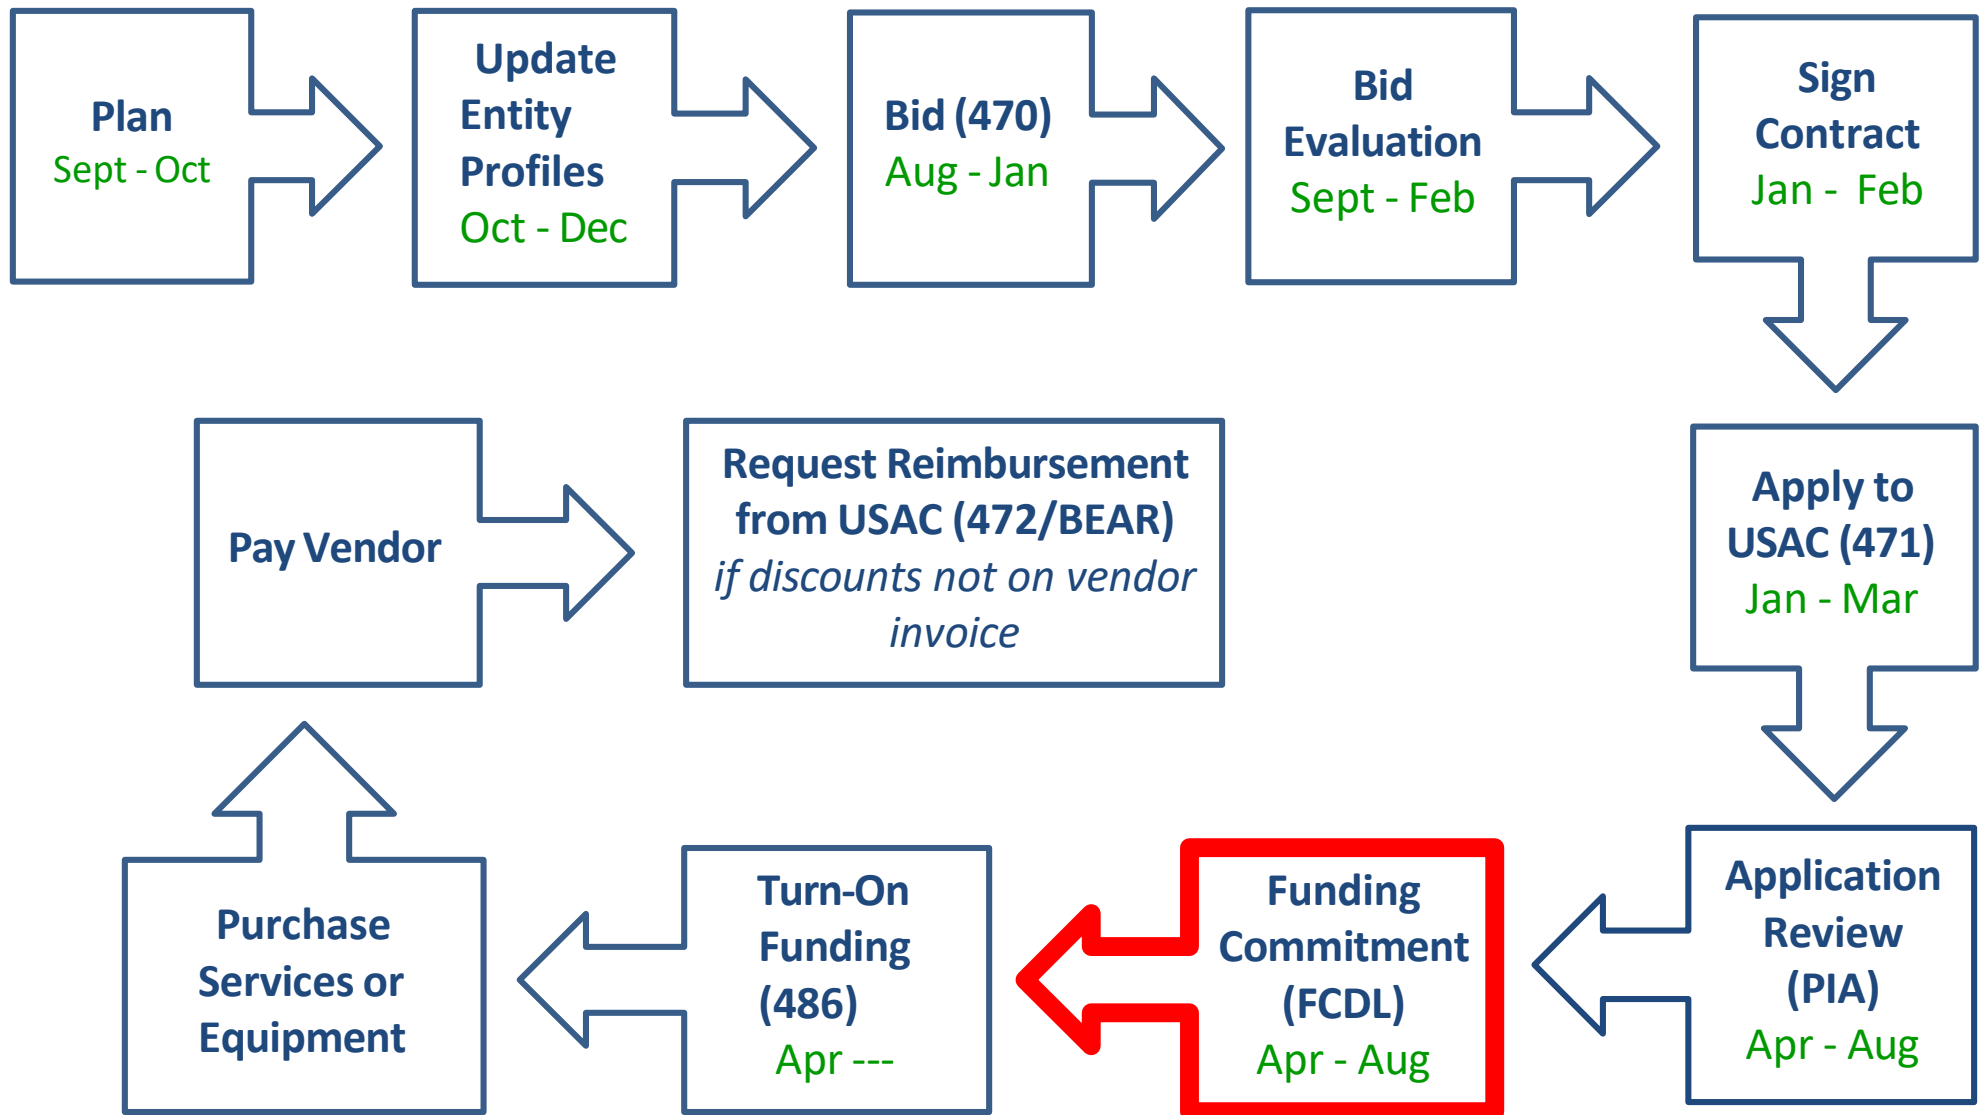 Plan
Sept - Oct
Update
Entity
Profiles
Oct - Dec
Bid (470)
Aug - Jan
Bid
Evaluation
Sept - Feb
Sign
Contract
Jan - Feb
Apply to
USAC (471)
Jan - Mar
Application
Review
(PIA)
Apr - Aug
Funding
Commitment
(FCDL)
Apr - Aug
Turn-On
Funding
(486)
Apr ---
Purchase
Services or
Equipment
Pay Vendor
Request Reimbursement
from USAC (472/BEAR)
if discounts not on vendor
invoice